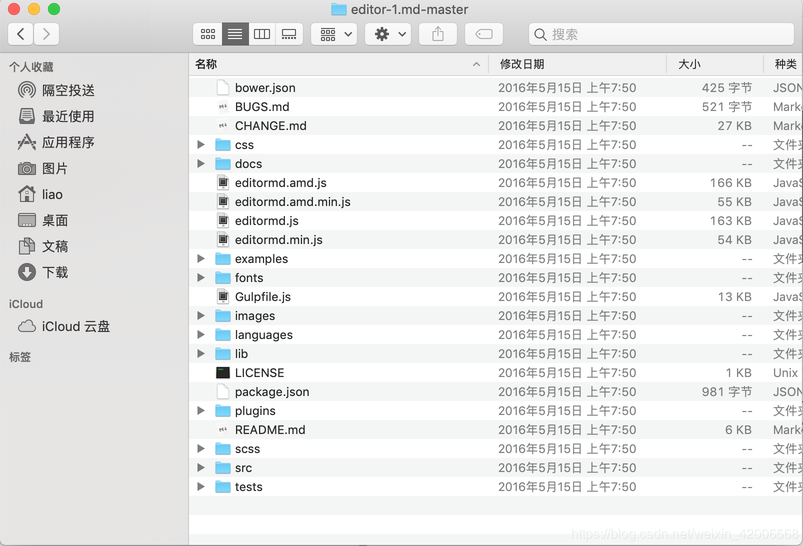 editor-1.md-master
搜索
个人收藏
隔空投送
最近使用
应用程序
图片
liao
桌面
文稿
下载
iCloud
iCloud 云盘
标签
名称 修改日期 大小 种类
bower.json 2016年5月15日 上午7:50 425 字节 JSON
BUGS.md 2016年5月15日 上午7:50 521 字节 Mark
CHANGE.md 2016年5月15日 上午7:50 27 KB Mark
css 2016年5月15日 上午7:50 -- 文件夹
docs 2016年5月15日 上午7:50 -- 文件夹
editormd.amd.js 2016年5月15日 上午7:50 166 KB JavaS
editormd.amd.min.js 2016年5月15日 上午7:50 55 KB JavaS
editormd.js 2016年5月15日 上午7:50 163 KB JavaS
editormd.min.js 2016年5月15日 上午7:50 54 KB JavaS
examples 2016年5月15日 上午7:50 -- 文件夹
fonts 2016年5月15日 上午7:50 -- 文件夹
Gulpfile.js 2016年5月15日 上午7:50 13 KB JavaS
images 2016年5月15日 上午7:50 -- 文件夹
languages 2016年5月15日 上午7:50 -- 文件夹
lib 2016年5月15日 上午7:50 -- 文件夹
LICENSE 2016年5月15日 上午7:50 1 KB Unix
package.json 2016年5月15日 上午7:50 981 字节 JSON
plugins 2016年5月15日 上午7:50 -- 文件夹
README.md 2016年5月15日 上午7:50 6 KB Mark
scss 2016年5月15日 上午7:50 -- 文件夹
src 2016年5月15日 上午7:50 -- 文件夹
tests 2016年5月15日 上午7:50 -- 文件夹